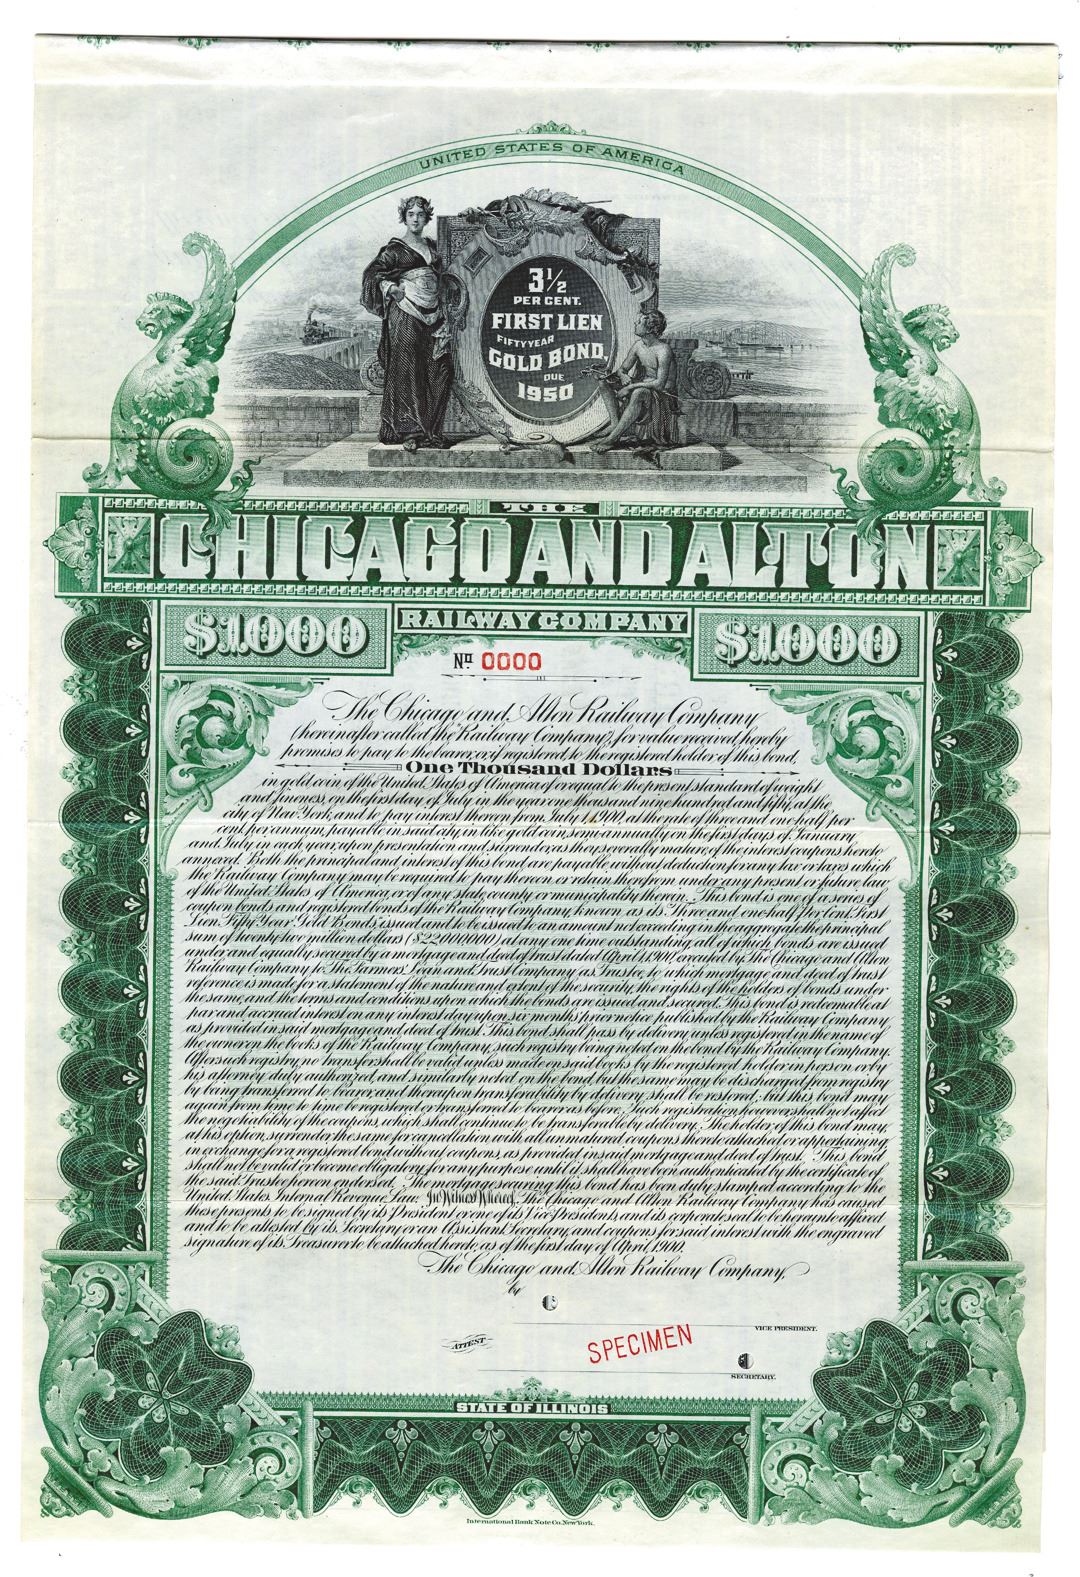 UNITED STATES OF AMERICA
3½
PER CENT.
FIRST LIEN
FIFTY YEAR
GOLD BOND,
DUE
1950
THE
CHICAGO AND ALTON
RAILWAY COMPANY
$1000 $1000
No. 0000
The Chicago and Alton Railway Company
(hereinafter called the Railway Company), for value received, hereby
promises to pay to the bearer, or, if registered, to the registered holder of this bond,
One Thousand Dollars
in gold coin of the United States of America of or equal to the present standard of weight
and fineness, on the first day of July in the year one thousand nine hundred and fifty, at the
city of New York, and to pay interest thereon from July 1, 1900, at the rate of three and one-half per
cent per annum, payable in said city, in like gold coin, semi-annually on the first days of January
and July in each year, upon presentation and surrender, as they severally mature, of the interest coupons hereto
annexed. Both the principal and interest of this bond are payable without deduction for any tax or taxes which
the Railway Company may be required to pay thereon or retain therefrom under any present or future law
of the United States of America, or of any state, county or municipality therein. This bond is one of a series of
coupon bonds and registered bonds of the Railway Company, known as its Three and one-half Per Cent. First
Lien Fifty Year Gold Bonds, issued and to be issued to an amount not according in the aggregate the principal
sum of twenty two million dollars ($22,000,000) at any one time outstanding, all of which bonds are issued
under and equally secured by a mortgage and deed of trust dated April 1, 1900, executed by The Chicago and Alton
Railway Company to The Farmers' Loan and Trust Company, as Trustee, to which mortgage and deed of trust
reference is made for a statement of the nature and extent of the security, the rights of the holders of bonds under
the same, and the terms and conditions upon which the bonds are issued and secured. This bond is redeemable at
par and accrued interest on any interest day upon six months' prior notice published by the Railway Company
as provided in said mortgage and deed of trust. This bond shall pass by delivery, unless registered in the name of
the owner on the books of the Railway Company, such registry being noted on the bond by the Railway Company.
After such registry, no transfer shall be valid unless made on said books by the registered holder in person or by
his attorney duly authorized, and similarly noted on the bond, but the same may be discharged from registry
by being transferred to bearer, and thereupon transferability by delivery shall be restored; but this bond may
again from time to time be registered or transferred to bearer as before. Such registration however shall not affect
the negotiability of the coupons, which shall continue to be transferable by delivery. The holder of this bond may,
at his option, surrender the same for cancellation with all unmatured coupons thereto attached or appertaining
in exchange for a registered bond without coupons, as provided in said mortgage and deed of trust. This bond
shall not be valid or become obligatory for any purpose until it shall have been authenticated by the certificate of
the said Trustee hereon endorsed. The mortgage securing this bond has been duly stamped according to the
United States Internal Revenue Law. In Witness Whereof, The Chicago and Alton Railway Company has caused
these presents to be signed by its President or one of its Vice-Presidents, and its corporate seal to be hereunto affixed
and to be attested by its Secretary or an Assistant Secretary, and coupons for said interest with the engraved
signature of its Treasurer to be attached hereto, as of the first day of April, 1900.
The Chicago and Alton Railway Company,
by
VICE PRESIDENT.
ATTEST
SPECIMEN
SECRETARY.
STATE OF ILLINOIS
International Bank Note Co. New York.